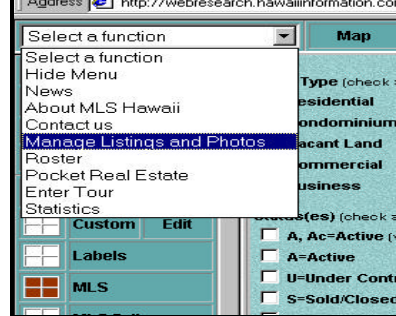 Address http://webresearch.hawaiiinformation.co
Select a function Map
Select a function
Hide Menu
News
About MLS Hawaii
Contact us
Manage Listings and Photos
Roster
Pocket Real Estate
Enter Tour
Statistics
Type (check
esidential
ondominium
acant Land
ommercial
usiness
(es) (check
Custom Edit
A, Ac=Active
Labels
A=Active
MLS
U=Under Contr
S=Sold/Closed